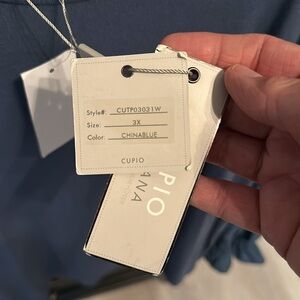 Style#: CUTP03031W
Size: 3X
Color: CHINABLUE
CUPIO
PIO
ANA